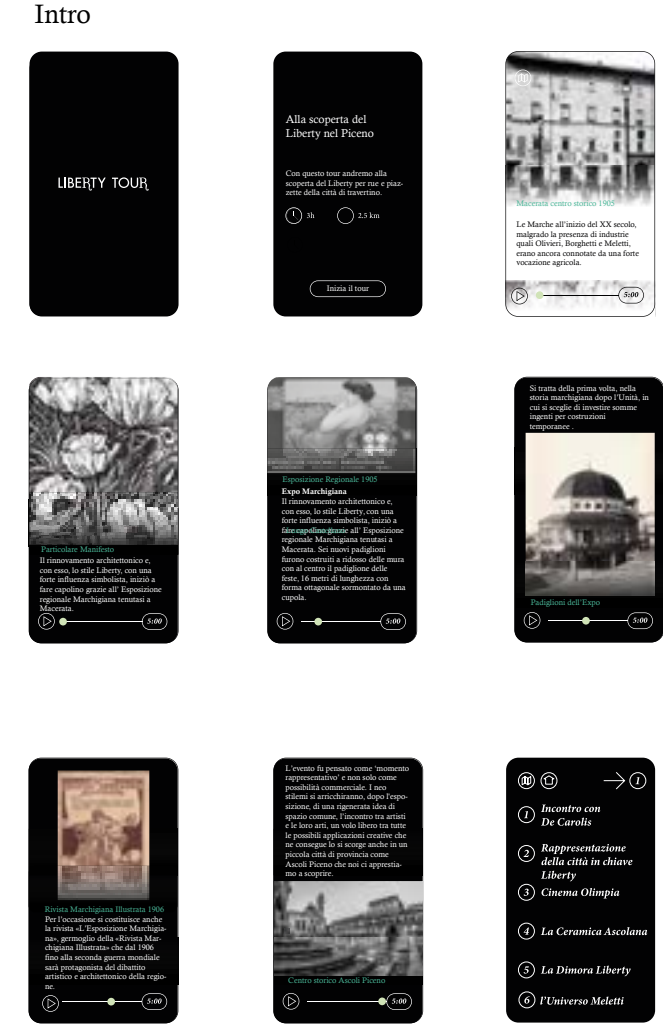 Intro
LIBERTY TOUR
Alla scoperta del
Liberty nel Piceno
Con questo tour andremo alla
scoperta del Liberty per rue e piaz-
zette della città di travertino.
3h
2.5 km
Inizia il tour
Macerata centro storico 1905
Le Marche all'inizio del XX secolo,
malgrado la presenza di industrie
quali Olivieri, Borghetti e Meletti,
erano ancora connotate da una forte
vocazione agricola.
5:00
Particolare Manifesto
Il rinnovamento architettonico e,
con esso, lo stile Liberty, con una
forte influenza simbolista, iniziò a
fare capolino grazie all' Esposizione
regionale Marchigiana tenutasi a
Macerata.
5:00
Esposizione Regionale 1905
Expo Marchigiana
Il rinnovamento architettonico e,
con esso, lo stile Liberty, con una
forte influenza simbolista, iniziò a
fare capolino grazie all' Esposizione
regionale Marchigiana tenutasi a
Macerata. Sei nuovi padiglioni
furono costruiti a ridosso delle mura
con al centro il padiglione delle
feste, 16 metri di lunghezza con
forma ottagonale sormontato da una
cupola.
5:00
Si tratta della prima volta, nella
storia marchigiana dopo l'Unità, in
cui si sceglie di investire somme
ingenti per costruzioni
temporanee .
Padiglioni dell'Expo
5:00
Rivista Marchigiana Illustrata 1906
Per l'occasione si costituisce anche
la rivista «L'Esposizione Marchigia-
na», germoglio della «Rivista Mar-
chigiana Illustrata» che dal 1906
fino alla seconda guerra mondiale
sarà protagonista del dibattito
artistico e architettonico della regio-
ne.
5:00
L'evento fu pensato come 'momento
rappresentativo' e non solo come
possibilità commerciale. I neo
stilemi si arricchiranno, dopo l'espo-
sizione, di una rigenerata idea di
spazio comune, l'incontro tra artisti
e le loro arti, un volo libero tra tutte
le possibili applicazioni creative che
ne consegue lo si scorge anche in un
piccola città di provincia come
Ascoli Piceno che noi ci apprestia-
mo a scoprire.
Centro storico Ascoli Piceno
5:00
1
1 Incontro con
De Carolis
2 Rappresentazione
della città in chiave
Liberty
3 Cinema Olimpia
4 La Ceramica Ascolana
5 La Dimora Liberty
6 l'Universo Meletti